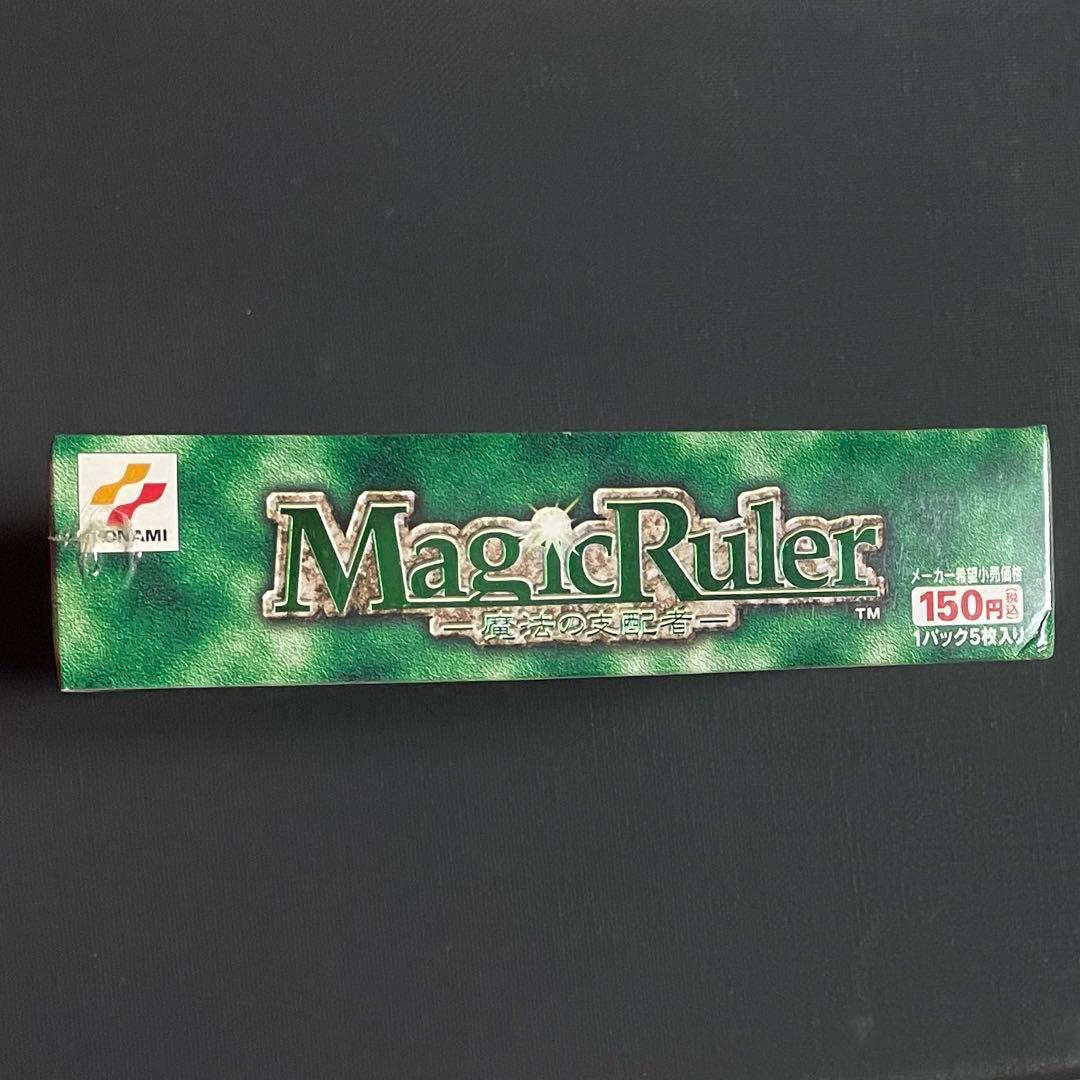 KONAMI
MagicRuler
TM
－魔法の支配者－
メーカー希望小売価格
150円(税込)
1パック5枚入り